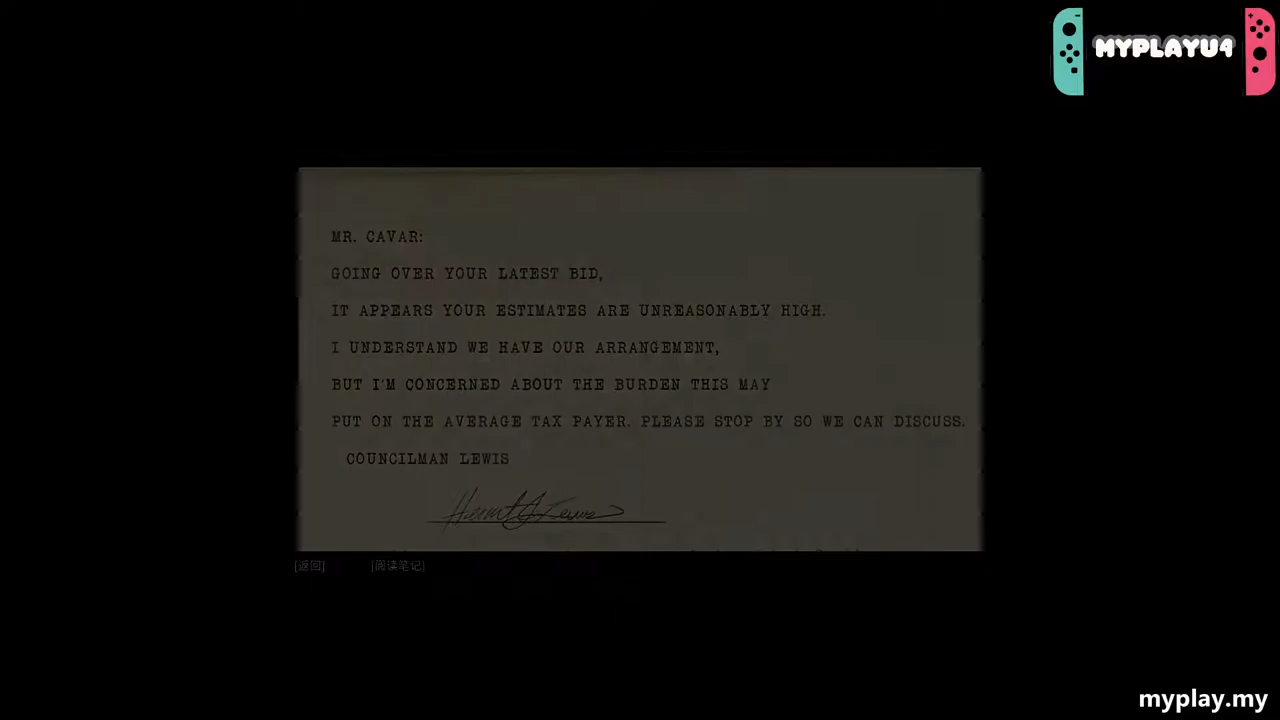 MYPLAYU4
MR. CAVAR:
GOING OVER YOUR LATEST BID,
IT APPEARS YOUR ESTIMATES ARE UNREASONABLY HIGH.
I UNDERSTAND WE HAVE OUR ARRANGEMENT,
BUT I'M CONCERNED ABOUT THE BURDEN THIS MAY
PUT ON THE AVERAGE TAX PAYER. PLEASE STOP BY SO WE CAN DISCUSS.
COUNCILMAN LEWIS
[返回] [阅读笔记]
myplay.my